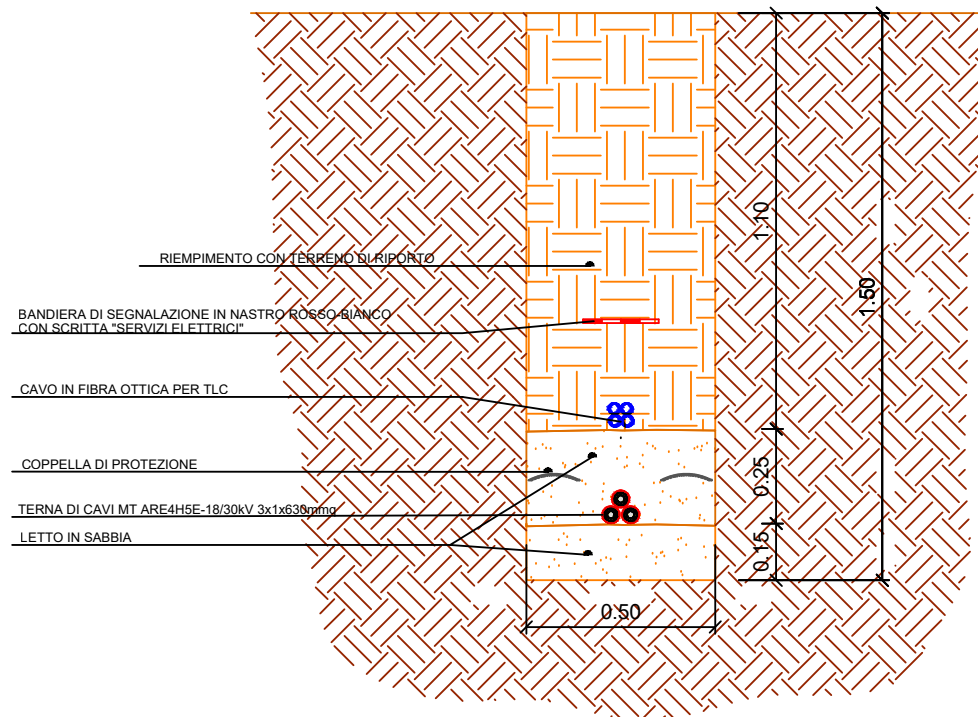 RIEMPIMENTO CON TERRENO DI RIPORTO
BANDIERA DI SEGNALAZIONE IN NASTRO ROSSO-BIANCO
CON SCRITTA "SERVIZI ELETTRICI"
CAVO IN FIBRA OTTICA PER TLC
COPPELLA DI PROTEZIONE
TERNA DI CAVI MT ARE4H5E-18/30kV 3x1x630mmq
LETTO IN SABBIA
1.10
1.50
0.25
0.15
0.50